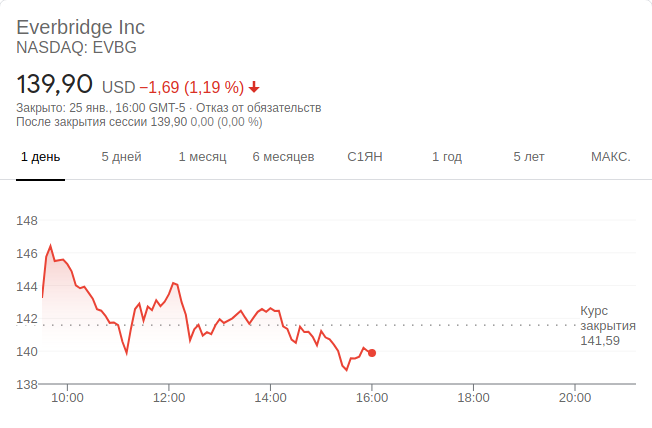 Everbridge Inc
NASDAQ: EVBG
139,90 USD −1,69 (1,19 %)
Закрыто: 25 янв., 16:00 GMT-5 · Отказ от обязательств
После закрытия сессии 139,90 0,00 (0,00 %)
1 день 5 дней 1 месяц 6 месяцев С1ЯН 1 год 5 лет МАКС.
148
146
144
142
140
138
Курс
закрытия
141,59
10:00 12:00 14:00 16:00 18:00 20:00